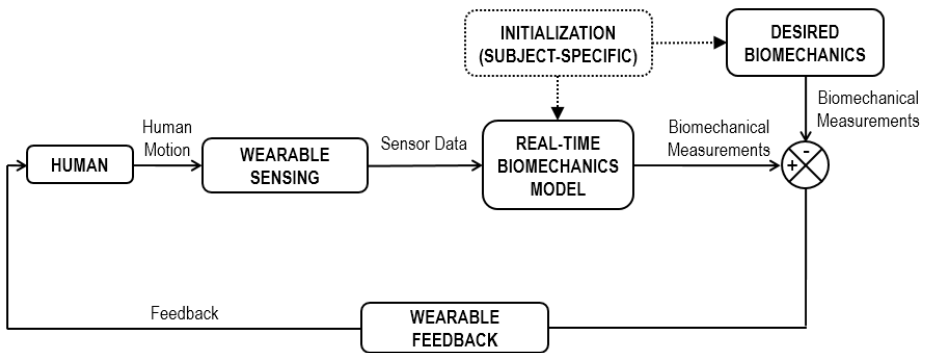 INITIALIZATION
(SUBJECT-SPECIFIC)
DESIRED
BIOMECHANICS
Biomechanical
Measurements
HUMAN
Human
Motion
WEARABLE
SENSING
Sensor Data
REAL-TIME
BIOMECHANICS
MODEL
Biomechanical
Measurements
-
+
Feedback
WEARABLE
FEEDBACK